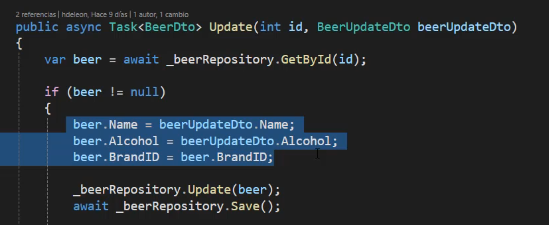 2 referencias | hdeleon, Hace 9 días | 1 autor, 1 cambio
public async Task<BeerDto> Update(int id, BeerUpdateDto beerUpdateDto)
{
var beer = await _beerRepository.GetById(id);
if (beer != null)
{
beer.Name = beerUpdateDto.Name;
beer.Alcohol = beerUpdateDto.Alcohol;
beer.BrandID = beer.BrandID;
_beerRepository.Update(beer);
await _beerRepository.Save();